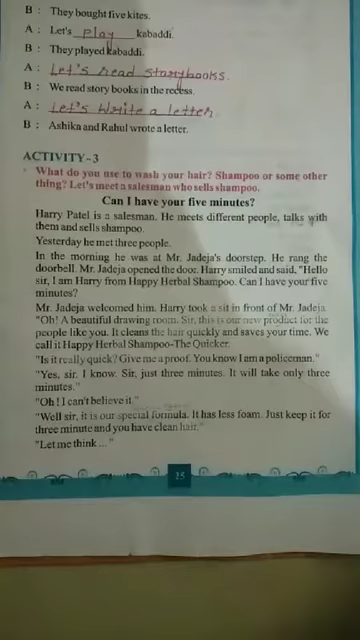 B : They bought five kites.
A : Let's play kabaddi.
B : They played kabaddi.
A : Let's read storybooks.
B : We read story books in the recess.
A : Let's Write a letter.
B : Ashika and Rahul wrote a letter.
ACTIVITY-3
What do you use to wash your hair? Shampoo or some other
thing? Let's meet a salesman who sells shampoo.
Can I have your five minutes?
Harry Patel is a salesman. He meets different people, talks with
them and sells shampoo.
Yesterday he met three people.
In the morning he was at Mr. Jadeja's doorstep. He rang the
doorbell. Mr. Jadeja opened the door. Harry smiled and said, "Hello
sir, I am Harry from Happy Herbal Shampoo. Can I have your five
minutes?
Mr. Jadeja welcomed him. Harry took a sit in front of Mr. Jadeja.
"Oh! A beautiful drawing room. Sir, this is our new product for the
people like you. It cleans the hair quickly and saves your time. We
call it Happy Herbal Shampoo-The Quicker.
"Is it really quick? Give me a proof. You know I am a policeman."
"Yes, sir. I know. Sir, just three minutes. It will take only three
minutes."
"Oh! I can't believe it."
"Well sir, it is our special formula. It has less foam. Just keep it for
three minute and you have clean hair."
"Let me think ... "
25